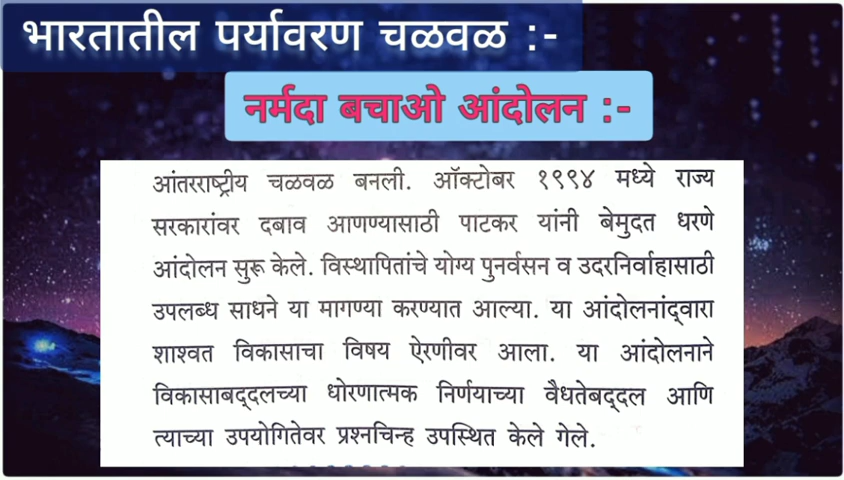 भारतातील पर्यावरण चळवळ :-
नर्मदा बचाओ आंदोलन :-
आंतरराष्ट्रीय चळवळ बनली. ऑक्टोबर १९९४ मध्ये राज्य
सरकारांवर दबाव आणण्यासाठी पाटकर यांनी बेमुदत धरणे
आंदोलन सुरू केले. विस्थापितांचे योग्य पुनर्वसन व उदरनिर्वाहासाठी
उपलब्ध साधने या मागण्या करण्यात आल्या. या आंदोलनांद्वारा
शाश्वत विकासाचा विषय ऐरणीवर आला. या आंदोलनाने
विकासाबद्दलच्या धोरणात्मक निर्णयाच्या वैधतेबद्दल आणि
त्याच्या उपयोगितेवर प्रश्नचिन्ह उपस्थित केले गेले.